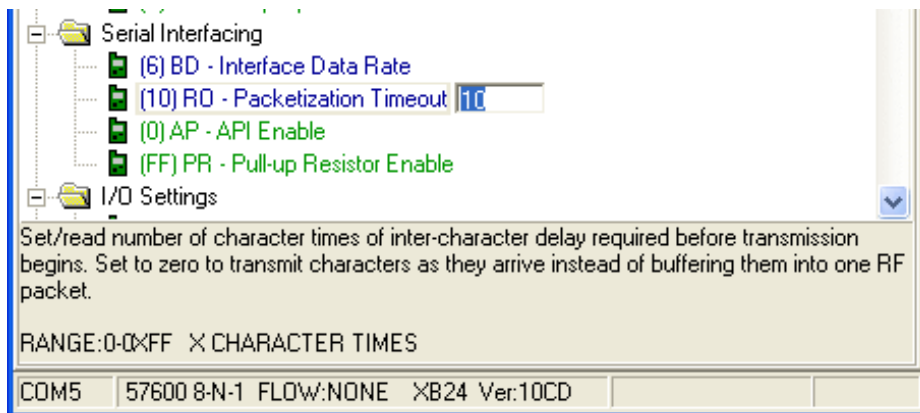 Serial Interfacing
(6) BD - Interface Data Rate
(10) RO - Packetization Timeout 10
(0) AP - API Enable
(FF) PR - Pull-up Resistor Enable
I/O Settings
Set/read number of character times of inter-character delay required before transmission
begins. Set to zero to transmit characters as they arrive instead of buffering them into one RF
packet.
RANGE:0-0XFF X CHARACTER TIMES
COM5 57600 8-N-1 FLOW:NONE XB24 Ver:10CD